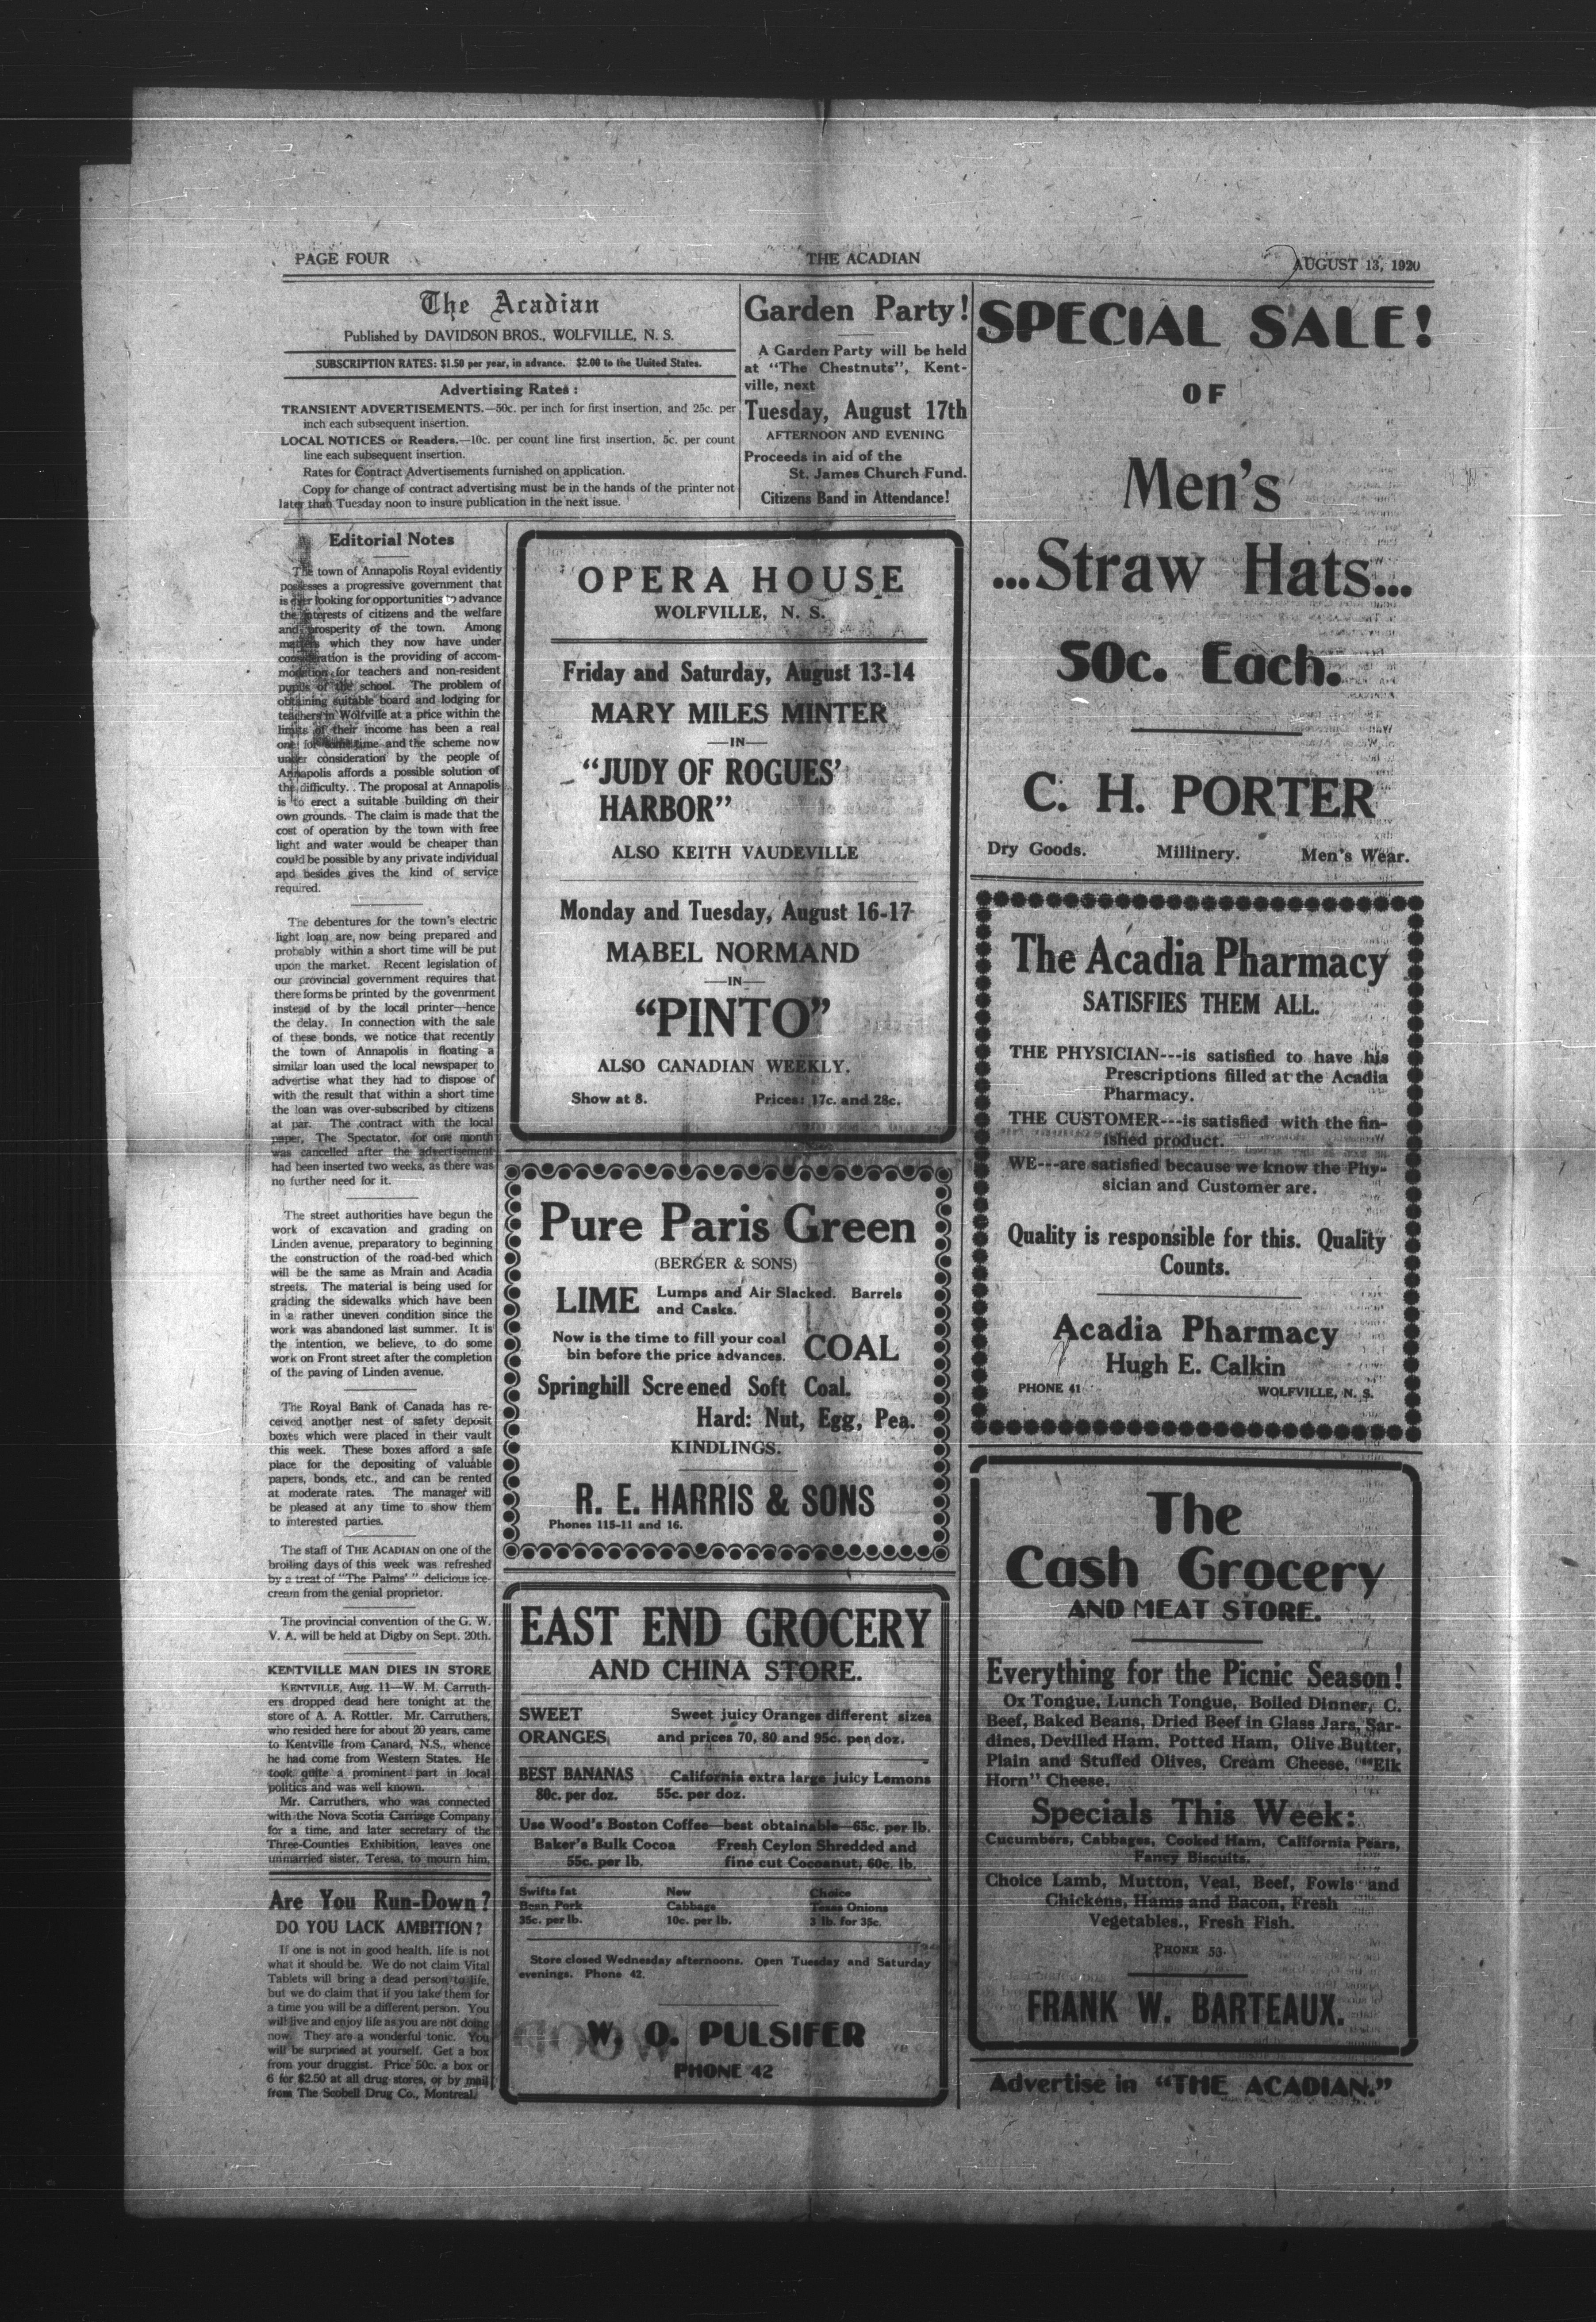 PAGE FOUR
THE ACADIAN
AUGUST 13, 1920
The Acadian
Published by DAVIDSON BROS., WOLFVILLE, N. S.
SUBSCRIPTION RATES: $1.50 per year, in advance. $2.00 to the United States.
Advertising Rates :
TRANSIENT ADVERTISEMENTS.—50c. per inch for first insertion, and 25c. per
inch each subsequent insertion.
LOCAL NOTICES or Readers.—10c. per count line first insertion, 5c. per count
line each subsequent insertion.
Rates for Contract Advertisements furnished on application.
Copy for change of contract advertising must be in the hands of the printer not
later than Tuesday noon to insure publication in the next issue.
Editorial Notes
The town of Annapolis Royal evidently
possesses a progressive government that
is ever looking for opportunities to advance
the interests of citizens and the welfare
and prosperity of the town. Among
matters which they now have under
consideration is the providing of accom-
modation for teachers and non-resident
pupils of the school. The problem of
obtaining suitable board and lodging for
teachers in Wolfville at a price within the
limits of their income has been a real
one for some time and the scheme now
under consideration by the people of
Annapolis affords a possible solution of
the difficulty. The proposal at Annapolis
is to erect a suitable building on their
own grounds. The claim is made that the
cost of operation by the town with free
light and water would be cheaper than
could be possible by any private individual
and besides gives the kind of service
required.
The debentures for the town's electric
light loan are, now being prepared and
probably within a short time will be put
upon the market. Recent legislation of
our provincial government requires that
there forms be printed by the govenrment
instead of by the local printer—hence
the delay. In connection with the sale
of these bonds, we notice that recently
the town of Annapolis in floating a
similar loan used the local newspaper to
advertise what they had to dispose of
with the result that within a short time
the loan was over-subscribed by citizens
at par. The contract with the local
paper, The Spectator, for one month
was cancelled after the advertisement
had been inserted two weeks, as there was
no further need for it.
The street authorities have begun the
work of excavation and grading on
Linden avenue, preparatory to beginning
the construction of the road-bed which
will be the same as Mrain and Acadia
streets. The material is being used for
grading the sidewalks which have been
in a rather uneven condition since the
work was abandoned last summer. It is
the intention, we believe, to do some
work on Front street after the completion
of the paving of Linden avenue.
The Royal Bank of Canada has re-
ceived another nest of safety deposit
boxes which were placed in their vault
this week. These boxes afford a safe
place for the depositing of valuable
papers, bonds, etc., and can be rented
at moderate rates. The manager will
be pleased at any time to show them
to interested parties.
The staff of THE ACADIAN on one of the
broiling days of this week was refreshed
by a treat of "The Palms' " delicious ice-
cream from the genial proprietor.
The provincial convention of the G. W.
V. A. will be held at Digby on Sept. 20th.
KENTVILLE MAN DIES IN STORE
KENTVILLE, Aug. 11—W. M. Carruth-
ers dropped dead here tonight at the
store of A. A. Rottler. Mr. Carruthers,
who resided here for about 20 years, came
to Kentville from Canard, N.S., whence
he had come from Western States. He
took quite a prominent part in local
politics and was well known.
Mr. Carruthers, who was connected
with the Nova Scotia Carriage Company
for a time, and later secretary of the
Three-Counties Exhibition, leaves one
unmarried sister, Teresa, to mourn him.
Are You Run-Down?
DO YOU LACK AMBITION?
If one is not in good health, life is not
what it should be. We do not claim Vital
Tablets will bring a dead person to life,
but we do claim that if you take them for
a time you will be a different person. You
will live and enjoy life as you are not doing
now. They are a wonderful tonic. You
will be surprised at yourself. Get a box
from your druggist. Price 50c. a box or
6 for $2.50 at all drug stores, or by mail
from The Scobell Drug Co., Montreal.
Garden Party!
A Garden Party will be held
at "The Chestnuts", Kent-
ville, next
Tuesday, August 17th
AFTERNOON AND EVENING
Proceeds in aid of the
St. James Church Fund.
Citizens Band in Attendance!
OPERA HOUSE
WOLFVILLE, N. S.
Friday and Saturday, August 13-14
MARY MILES MINTER
—IN—
"JUDY OF ROGUES'
HARBOR"
ALSO KEITH VAUDEVILLE
Monday and Tuesday, August 16-17
MABEL NORMAND
—IN—
"PINTO"
ALSO CANADIAN WEEKLY.
Show at 8. Prices: 17c. and 28c.
Pure Paris Green
(BERGER & SONS)
LIME Lumps and Air Slacked. Barrels
and Casks.
Now is the time to fill your coal
bin before the price advances. COAL
Springhill Screened Soft Coal.
Hard: Nut, Egg, Pea.
KINDLINGS.
R. E. HARRIS & SONS
Phones 115-11 and 16.
EAST END GROCERY
AND CHINA STORE.
SWEET Sweet juicy Oranges different sizes
ORANGES, and prices 70, 80 and 95c. per doz.
BEST BANANAS California extra large juicy Lemons
80c. per doz. 55c. per doz.
Use Wood's Boston Coffee—best obtainable—65c. per lb.
Baker's Bulk Cocoa Fresh Ceylon Shredded and
55c. per lb. fine cut Cocoanut, 60c. lb.
Swifts fat New Choice
Bean Pork Cabbage Texas Onions
35c. per lb. 10c. per lb. 3 lb. for 35c.
Store closed Wednesday afternoons. Open Tuesday and Saturday
evenings. Phone 42.
W. O. PULSIFER
PHONE 42
SPECIAL SALE!
OF
Men's
...Straw Hats...
50c. Each.
C. H. PORTER
Dry Goods. Millinery. Men's Wear.
The Acadia Pharmacy
SATISFIES THEM ALL.
THE PHYSICIAN---is satisfied to have his
Prescriptions filled at the Acadia
Pharmacy.
THE CUSTOMER---is satisfied with the fin-
ished product.
WE---are satisfied because we know the Phy-
sician and Customer are.
Quality is responsible for this. Quality
Counts.
Acadia Pharmacy
Hugh E. Calkin
PHONE 41 WOLFVILLE, N. S.
The
Cash Grocery
AND MEAT STORE.
Everything for the Picnic Season!
Ox Tongue, Lunch Tongue, Boiled Dinner, C.
Beef, Baked Beans, Dried Beef in Glass Jars, Sar-
dines, Devilled Ham, Potted Ham, Olive Butter,
Plain and Stuffed Olives, Cream Cheese, "Elk
Horn" Cheese.
Specials This Week:
Cucumbers, Cabbages, Cooked Ham, California Pears,
Fancy Biscuits.
Choice Lamb, Mutton, Veal, Beef, Fowls and
Chickens, Hams and Bacon, Fresh
Vegetables., Fresh Fish.
PHONE 53.
FRANK W. BARTEAUX.
Advertise in "THE ACADIAN."